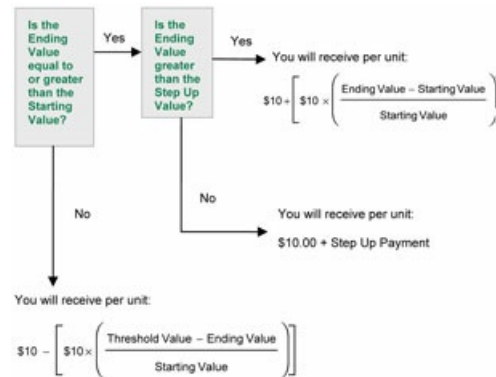 Is the
Ending
Value
equal to
or greater
than the
Starting
Value?
Yes
Is the
Ending
Value
greater
than the
Step Up
Value?
Yes
You will receive per unit:
$10+[$10 ×(Ending Value – Starting Value
Starting Value)
No
No
You will receive per unit:
$10.00 + Step Up Payment
You will receive per unit:
$10 – [$10×(Threshold Value – Ending Value
Starting Value)]